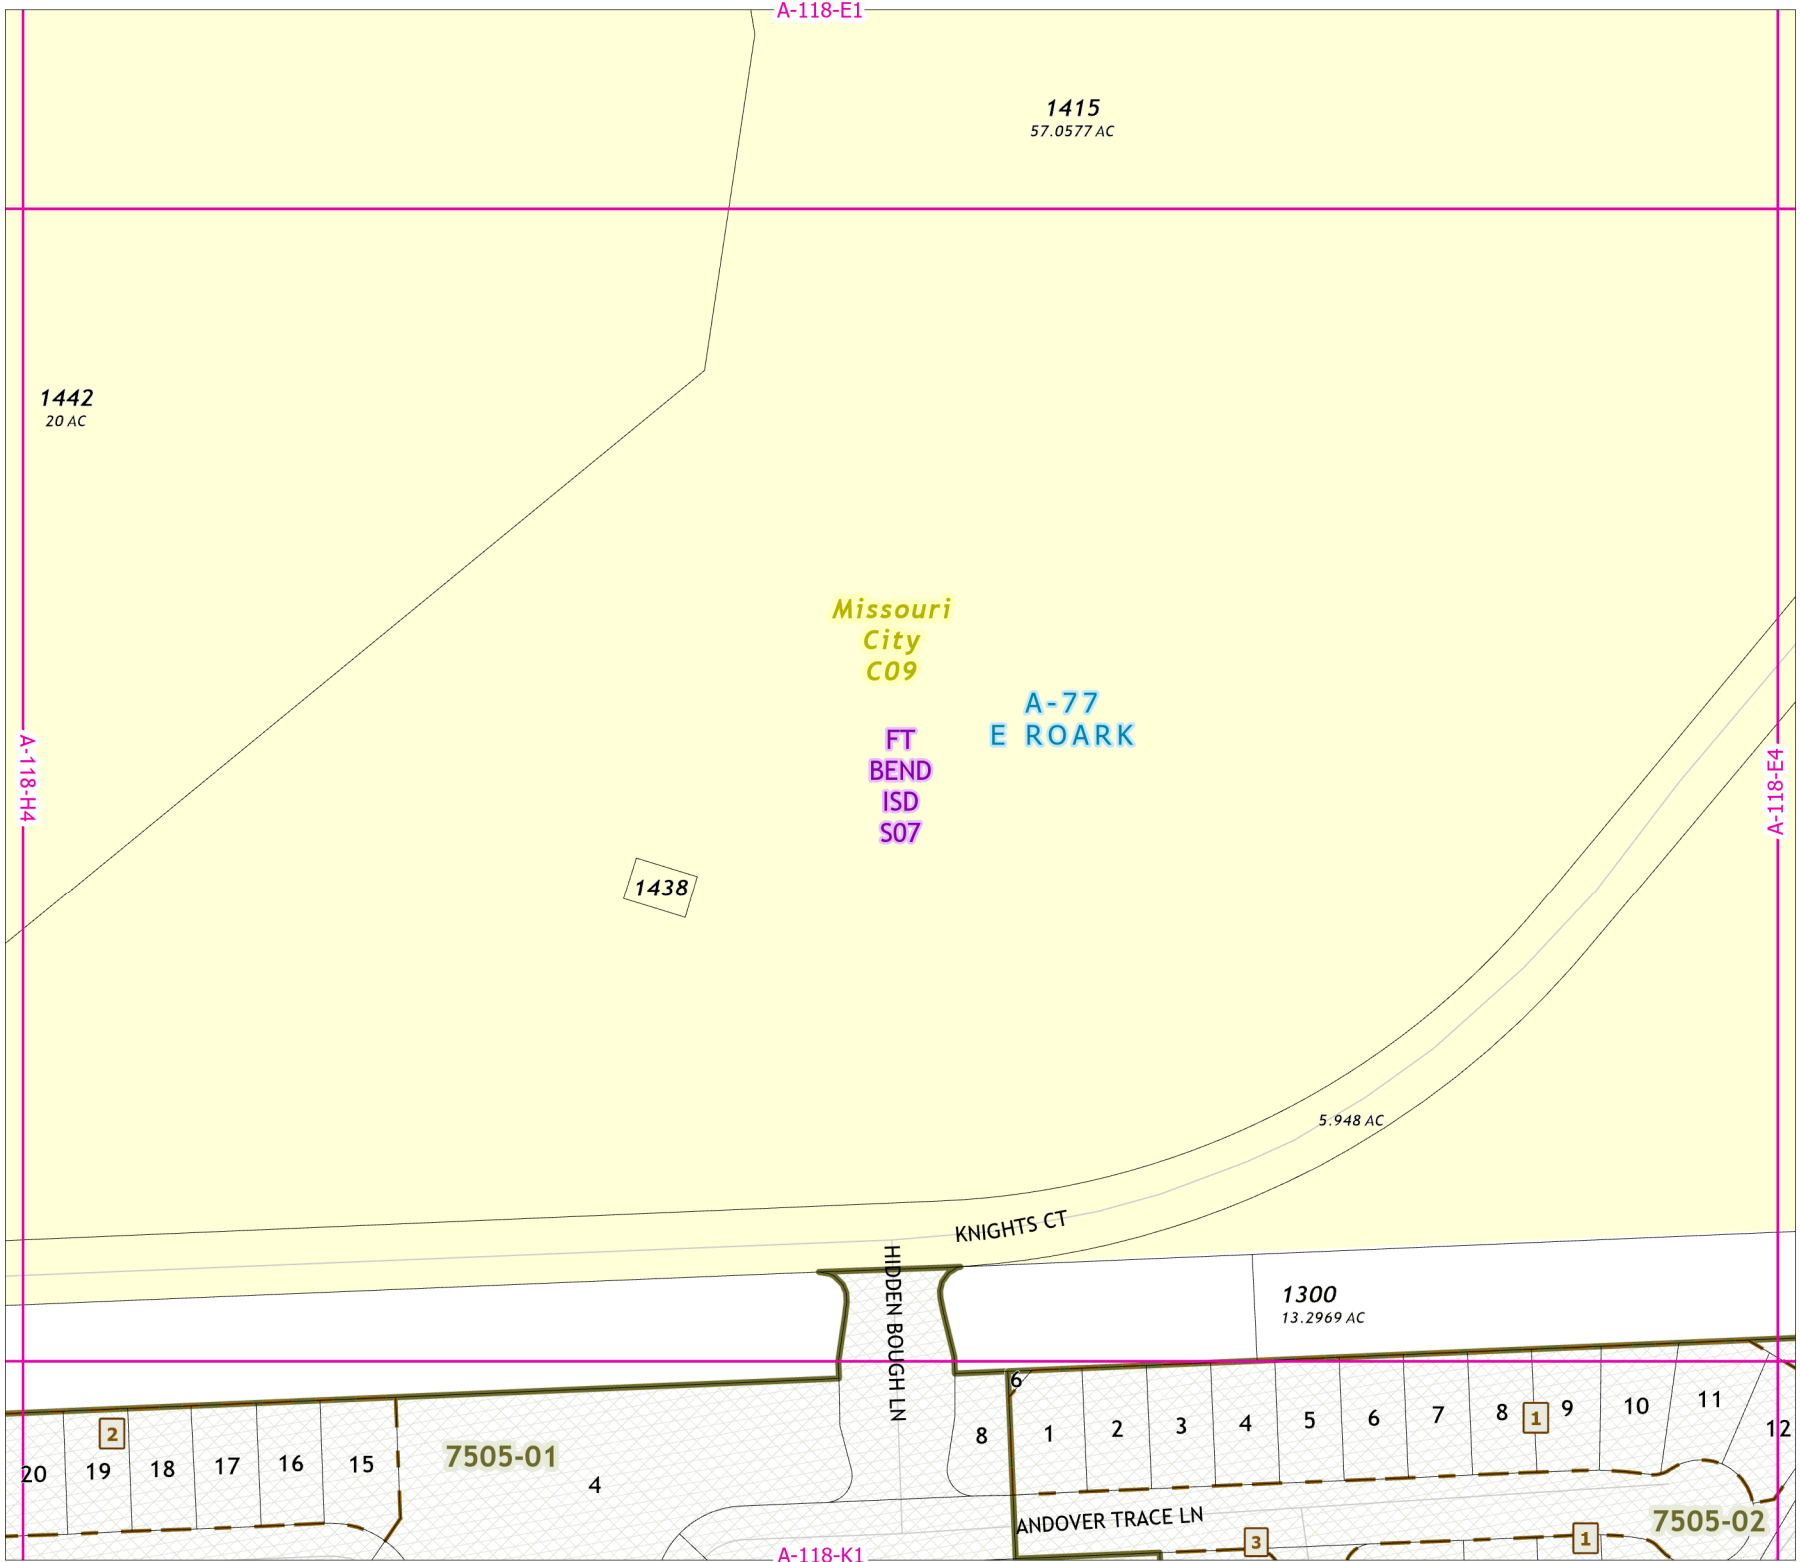 A-118-E1
1415
57.0577 AC
1442
20 AC
Missouri
City
C09
A-77
E ROARK
FT
BEND
ISD
S07
A-118-H4
A-118-E4
1438
5.948 AC
KNIGHTS CT
HIDDEN BOUGH LN
1300
13.2969 AC
6
2
20
19
18
17
16
15
7505-01
4
8
1
2
3
4
5
6
7
8
1
9
10
11
12
ANDOVER TRACE LN
7505-02
3
1
A-118-K1